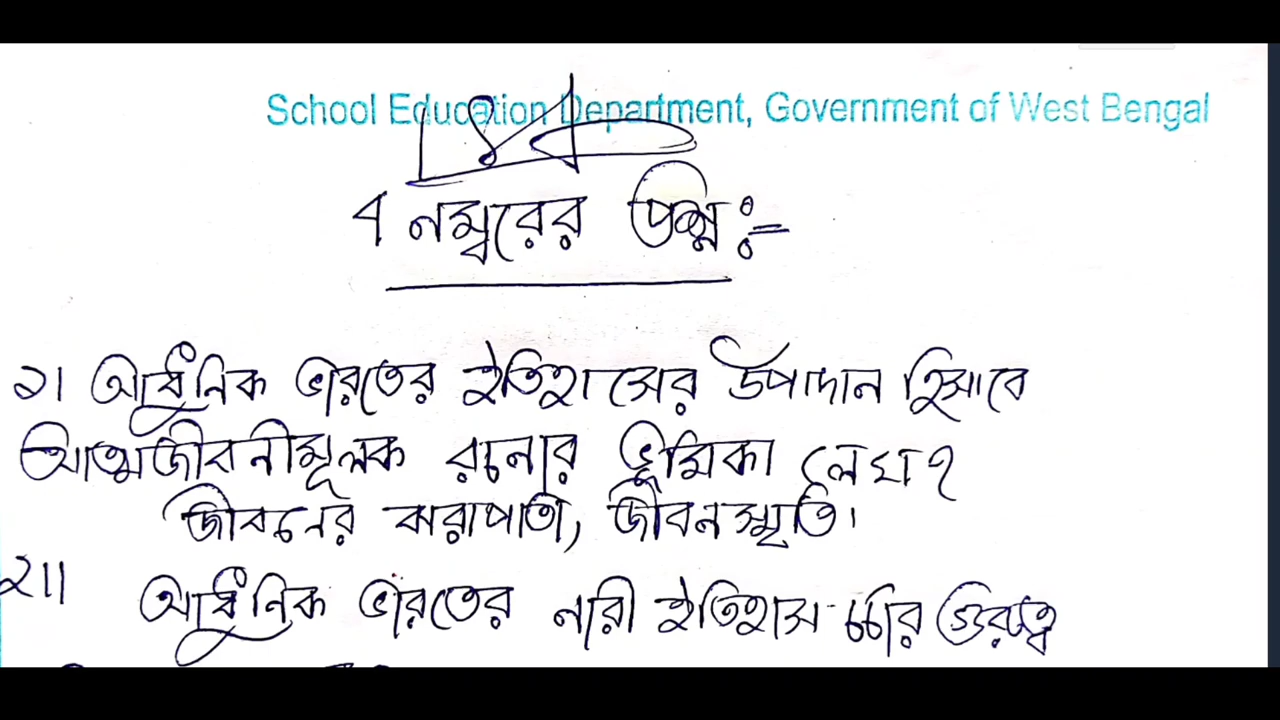 School Education Department, Government of West Bengal
4 নম্বরের প্রশ্ন :-
২। আধুনিক ভারতের ইতিহাসের উপাদান হিসাবে
আত্মজীবনীমূলক রচনার ভূমিকা লেখ
জীবনের ঝরাপাতা, জীবনস্মৃতি।
২।। আধুনিক ভারতের নারী ইতিহাস চর্চার গুরুত্ব